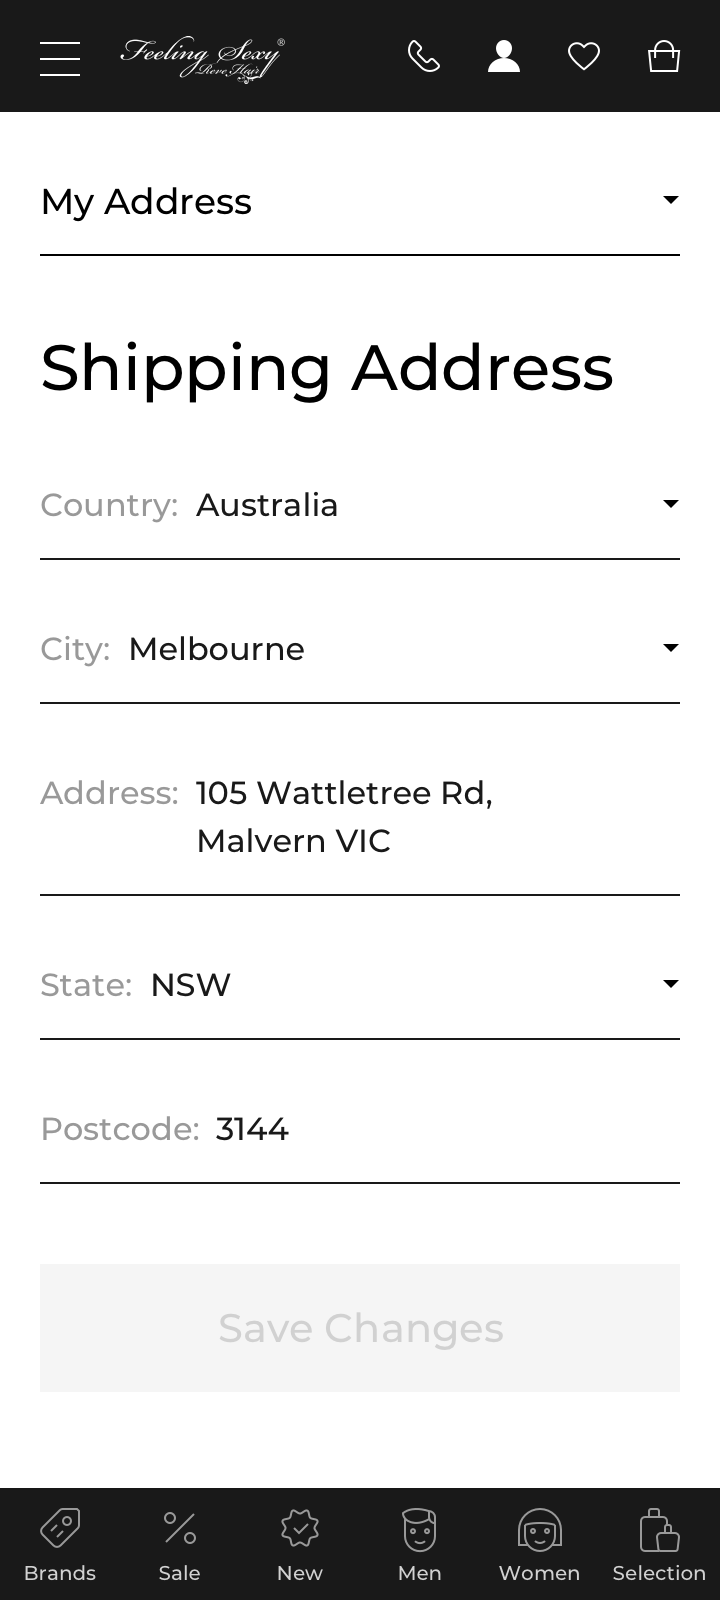 Feeling Sexy®
Reve Hair
My Address
Shipping Address
Country: Australia
City: Melbourne
Address: 105 Wattletree Rd,
Malvern VIC
State: NSW
Postcode: 3144
Save Changes
Brands Sale New Men Women Selection